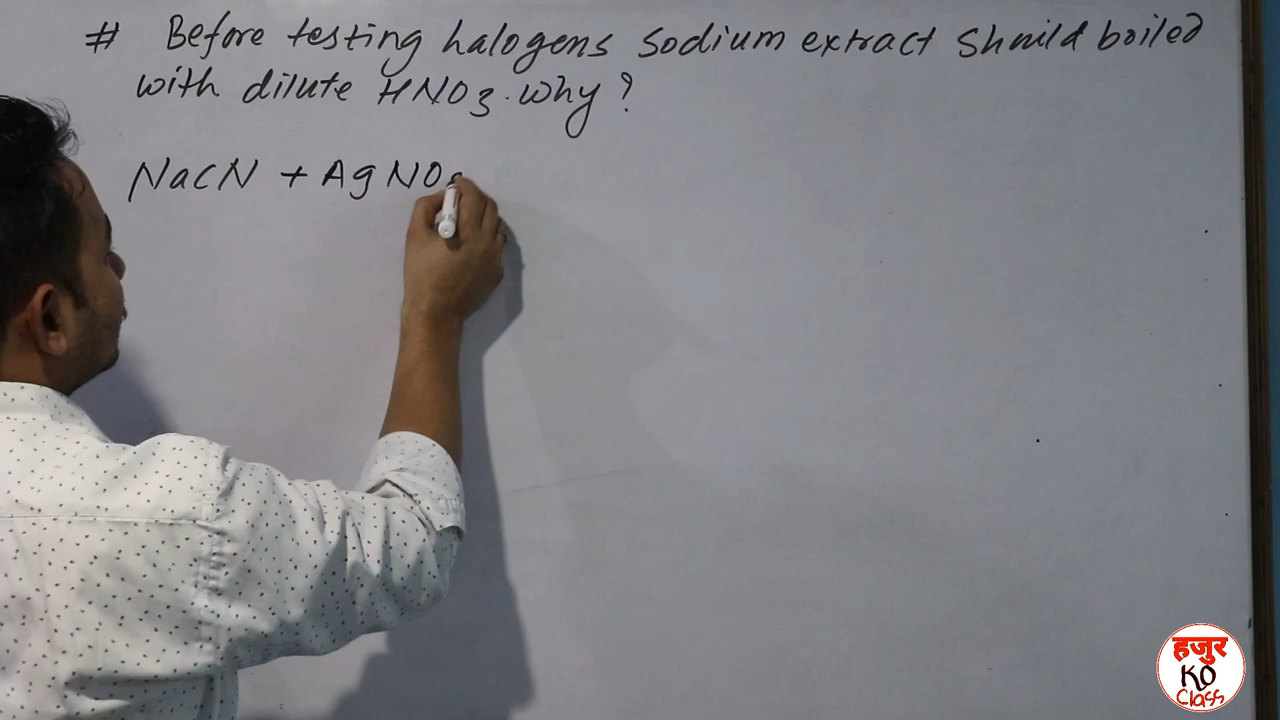 # Before testing halogens sodium extract should boiled
with dilute HNO3. why?
NaCN + AgNO3
हजुर
KO
Class